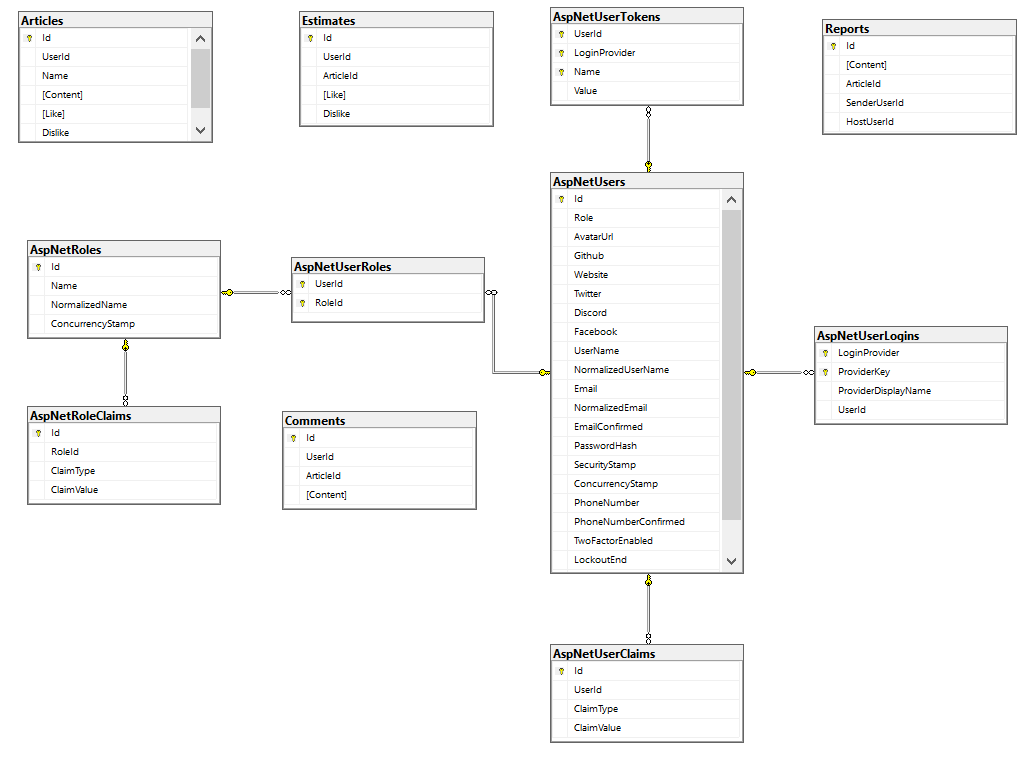 Articles
Id
UserId
Name
[Content]
[Like]
Dislike
Estimates
Id
UserId
ArticleId
[Like]
Dislike
AspNetUserTokens
UserId
LoginProvider
Name
Value
Reports
Id
[Content]
ArticleId
SenderUserId
HostUserId
AspNetRoles
Id
Name
NormalizedName
ConcurrencyStamp
AspNetUserRoles
UserId
RoleId
AspNetUsers
Id
Role
AvatarUrl
Github
Website
Twitter
Discord
Facebook
UserName
NormalizedUserName
Email
NormalizedEmail
EmailConfirmed
PasswordHash
SecurityStamp
ConcurrencyStamp
PhoneNumber
PhoneNumberConfirmed
TwoFactorEnabled
LockoutEnd
AspNetUserLogins
LoginProvider
ProviderKey
ProviderDisplayName
UserId
AspNetRoleClaims
Id
RoleId
ClaimType
ClaimValue
Comments
Id
UserId
ArticleId
[Content]
AspNetUserClaims
Id
UserId
ClaimType
ClaimValue